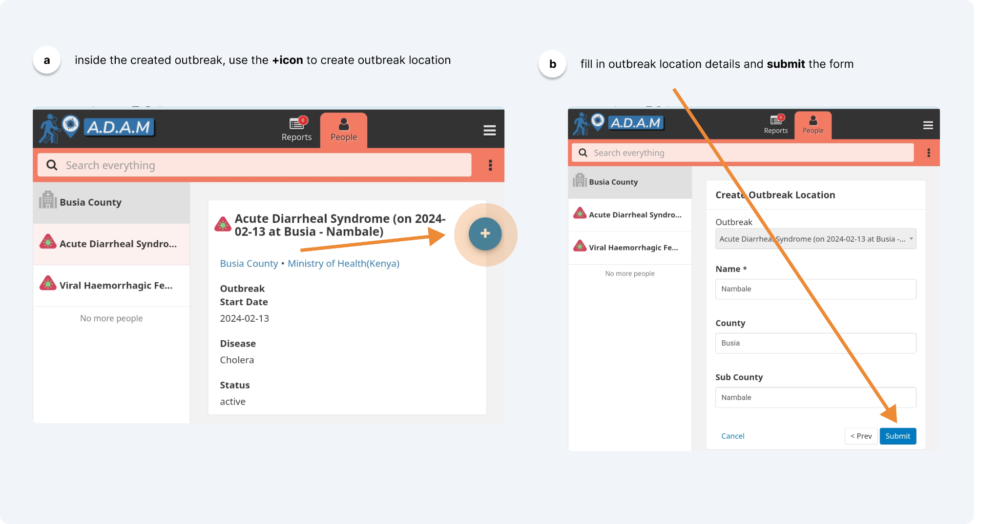 a
inside the created outbreak, use the +icon to create outbreak location
A.D.A.M
6
Reports
People
Search everything
Busia County
Acute Diarrheal Syndro...
Viral Haemorrhagic Fe...
No more people
Acute Diarrheal Syndrome (on 2024-
02-13 at Busia - Nambale)
+
Busia County • Ministry of Health(Kenya)
Outbreak
Start Date
2024-02-13
Disease
Cholera
Status
active
b
fill in outbreak location details and submit the form
A.D.A.M
6
Reports
People
Search everything
Busia County
Acute Diarrheal Syndro...
Viral Haemorrhagic Fe...
No more people
Create Outbreak Location
Outbreak
Acute Diarrheal Syndrome (on 2024-02-13 at Busia -...
Name *
Nambale
County
Busia
Sub County
Nambale
Cancel
< Prev
Submit